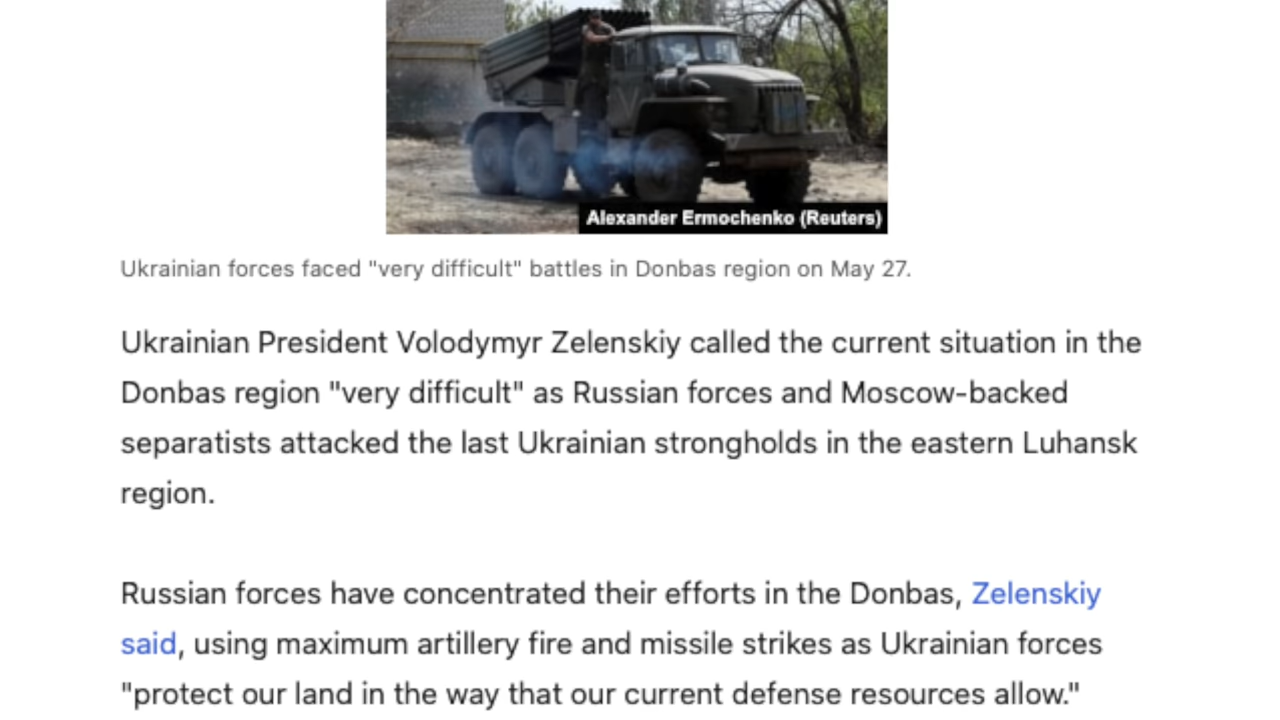 Alexander Ermochenko (Reuters)
Ukrainian forces faced "very difficult" battles in Donbas region on May 27.
Ukrainian President Volodymyr Zelenskiy called the current situation in the
Donbas region "very difficult" as Russian forces and Moscow-backed
separatists attacked the last Ukrainian strongholds in the eastern Luhansk
region.
Russian forces have concentrated their efforts in the Donbas, Zelenskiy
said, using maximum artillery fire and missile strikes as Ukrainian forces
"protect our land in the way that our current defense resources allow."